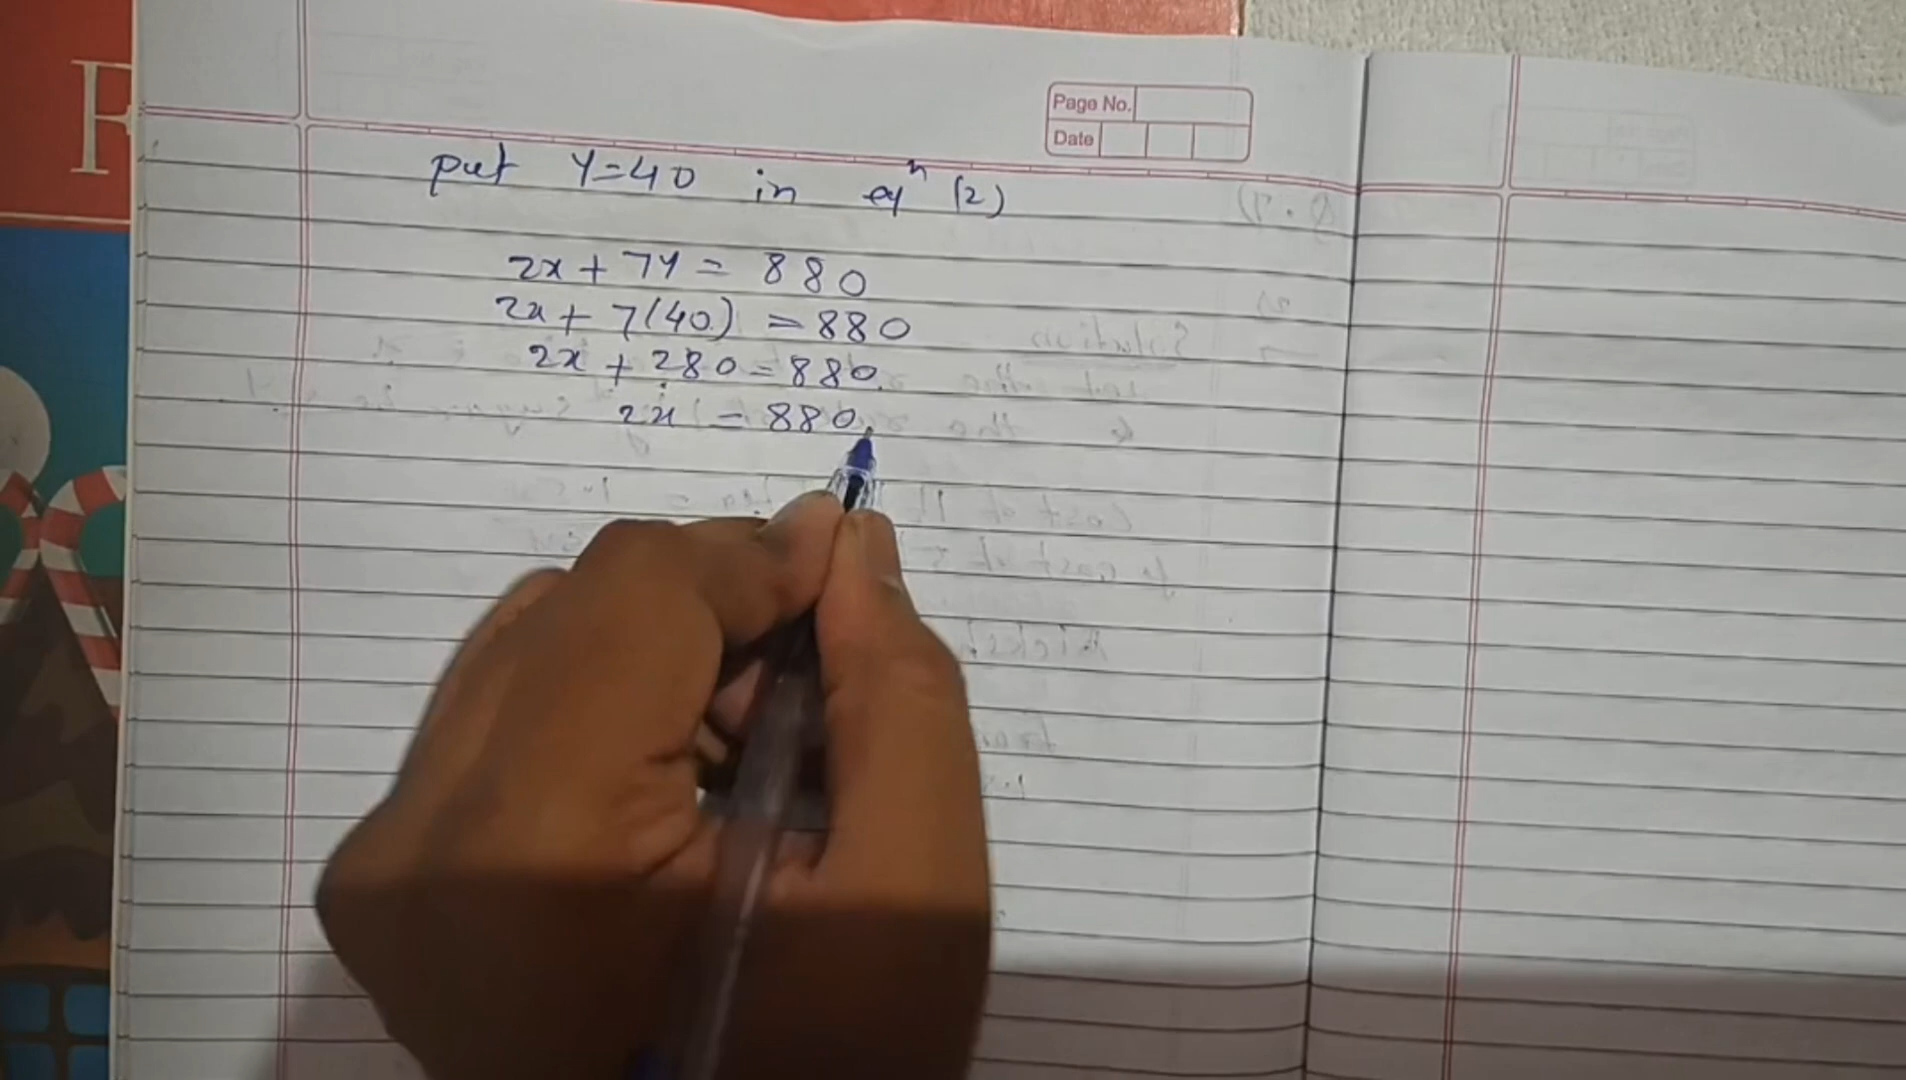 F
Page No.
Date
put y=40 in eqⁿ (2)
2x + 7y = 880
2x + 7(40) = 880
2x + 280 = 880
2x = 880